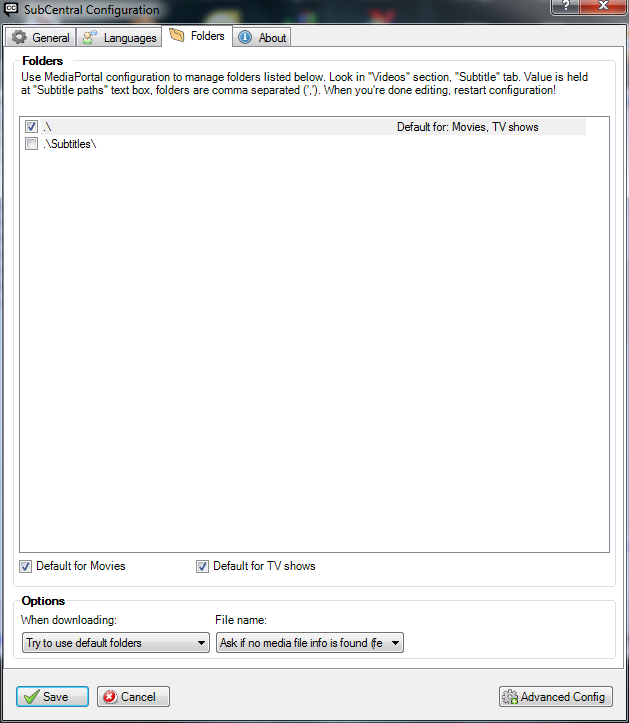 SubCentral Configuration
?
General Languages Folders About
Folders
Use MediaPortal configuration to manage folders listed below. Look in "Videos" section, "Subtitle" tab. Value is held
at "Subtitle paths" text box, folders are comma separated (','). When you're done editing, restart configuration!
.\ Default for: Movies, TV shows
.\Subtitles\
Default for Movies Default for TV shows
Options
When downloading: File name:
Try to use default folders Ask if no media file info is found (fe
Save Cancel Advanced Config